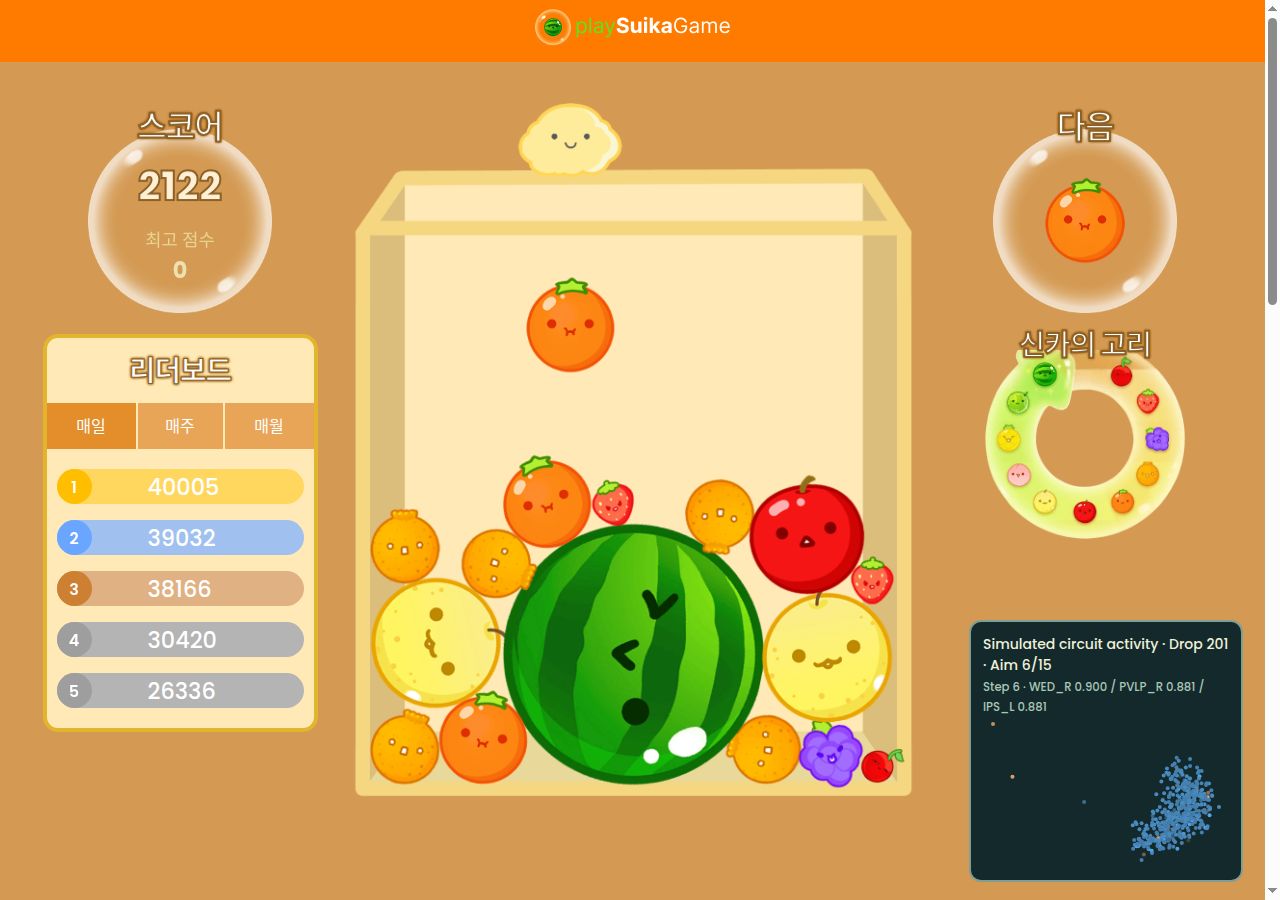 playSuikaGame
스코어
2122
최고 점수
0
리더보드
매일 매주 매월
1 40005
2 39032
3 38166
4 30420
5 26336
다음
신카의 고리
Simulated circuit activity · Drop 201
· Aim 6/15
Step 6 · WED_R 0.900 / PVLP_R 0.881 /
IPS_L 0.881